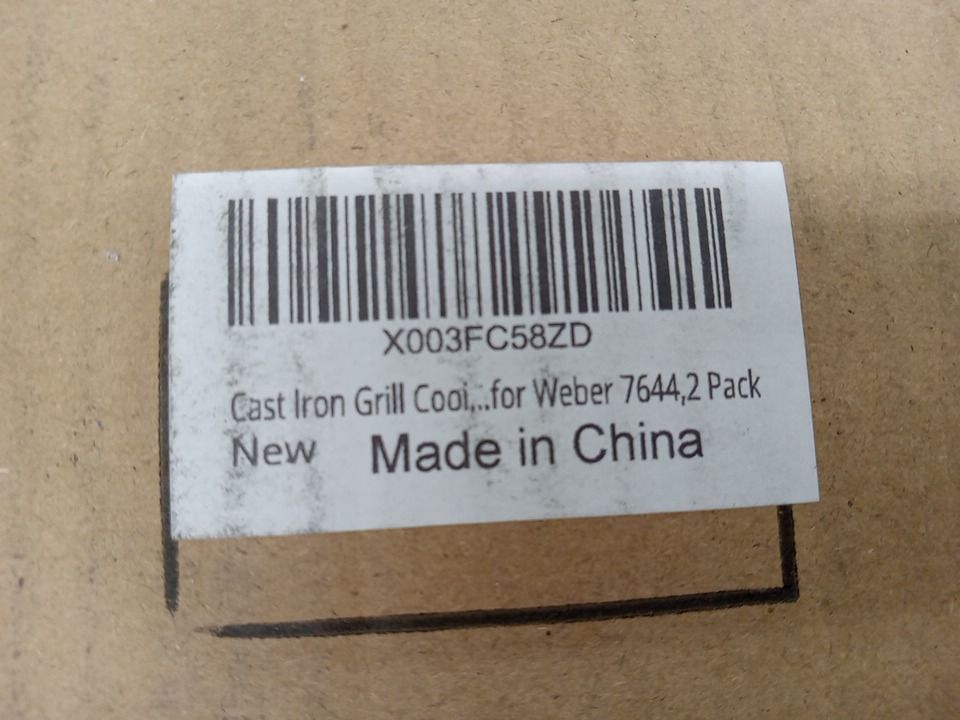 X003FC58ZD
Cast Iron Grill Cooi,..for Weber 7644,2 Pack
New Made in China